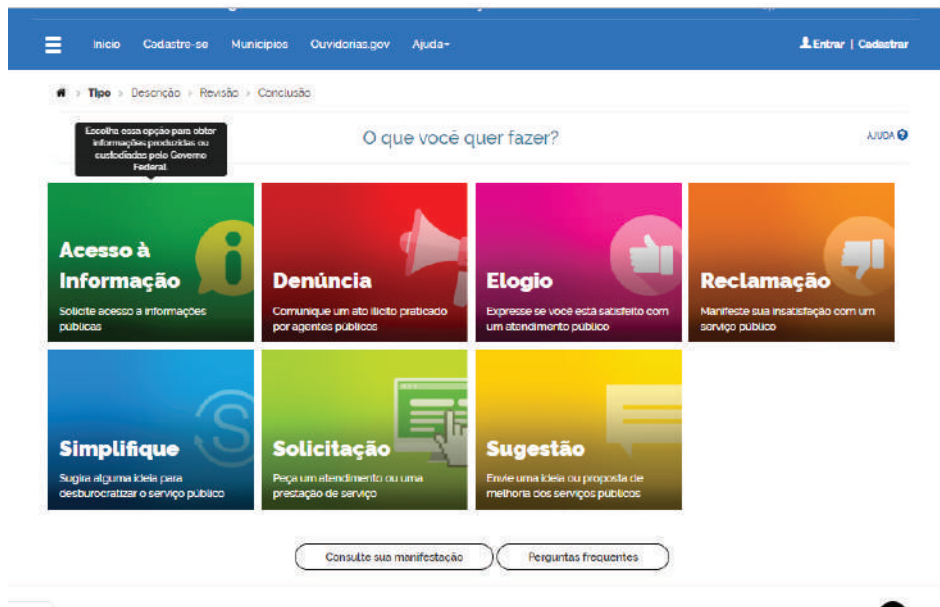 Início Cadastre-se Municípios Ouvidorias.gov Ajuda
Entrar | Cadastrar
> Tipo > Descrição > Revisão > Conclusão
Escolha essa opção para obter
informações produzidas ou
custodiadas pelo Governo
Federal
O que você quer fazer?
AJUDA ?
Acesso à
Informação
Solicite acesso a informações
públicas
Denúncia
Comunique um ato ilícito praticado
por agentes públicos
Elogio
Expresse se você está satisfeito com
um atendimento público
Reclamação
Manifeste sua insatisfação com um
serviço público
Simplifique
Sugira alguma ideia para
desburocratizar o serviço público
Solicitação
Peça um atendimento ou uma
prestação de serviço
Sugestão
Envie uma ideia ou proposta de
melhoria dos serviços públicos
Consulte sua manifestação
Perguntas frequentes